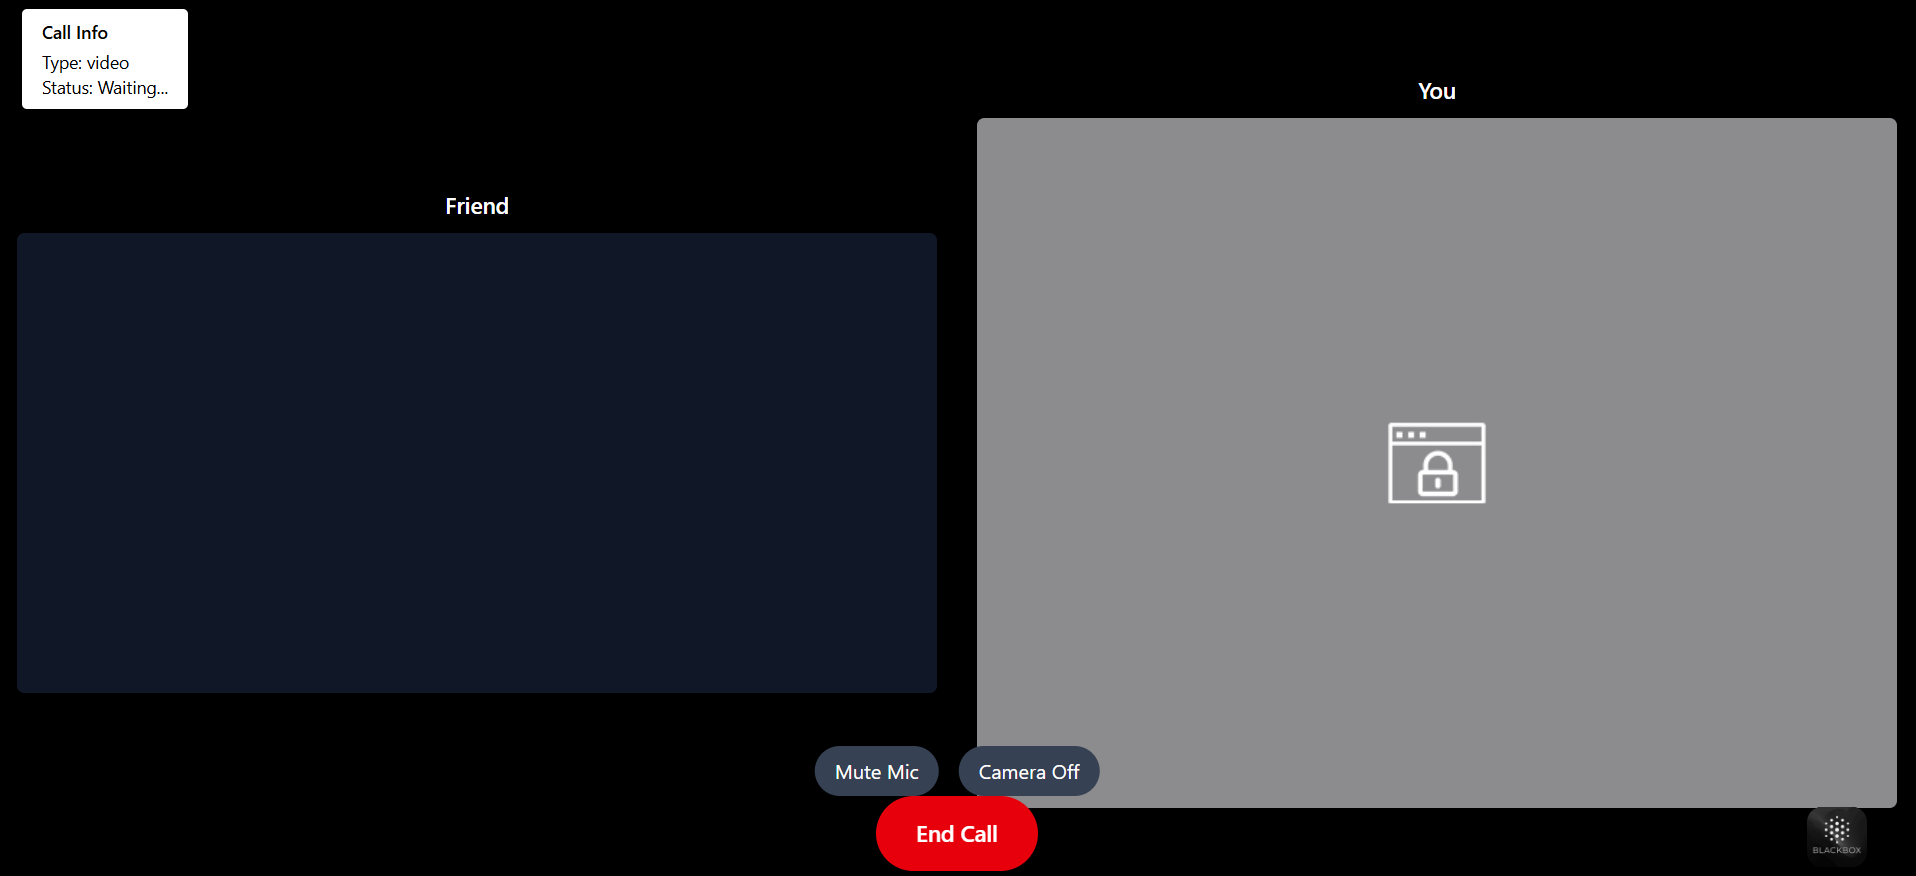 Call Info
Type: video
Status: Waiting...
You
Friend
Mute Mic
Camera Off
End Call
BLACKBOX